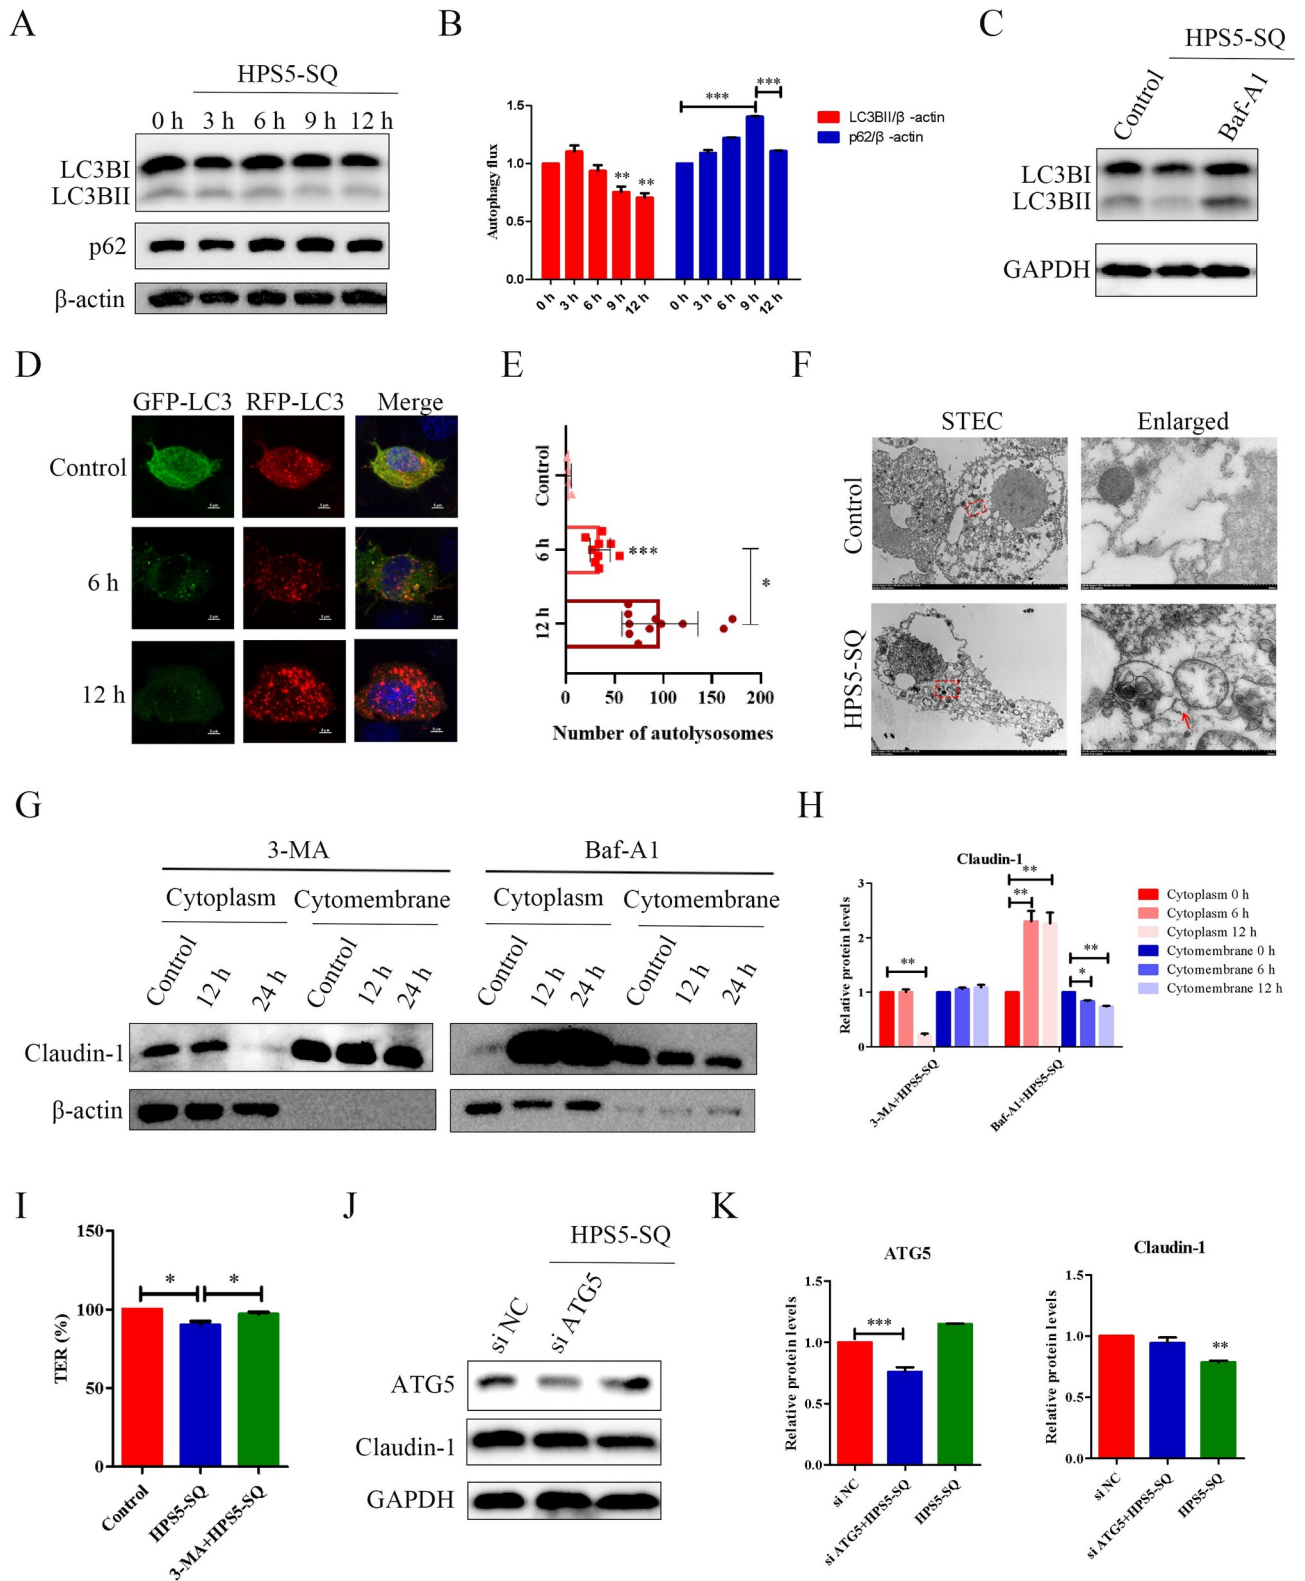 A
HPS5-SQ
0 h 3 h 6 h 9 h 12 h
LC3BI
LC3BII
p62
β-actin
B
Autophagy flux
1.5
1.0
0.5
0.0
*** ***
** **
0 h 3 h 6 h 9 h 12 h 0 h 3 h 6 h 9 h 12 h
LC3BII/β -actin
p62/β -actin
C
HPS5-SQ
Control Baf-A1
LC3BI
LC3BII
GAPDH
D
GFP-LC3 RFP-LC3 Merge
Control
6 h
12 h
E
Control
6 h
12 h
***
*
0 50 100 150 200
Number of autolysosomes
F
STEC Enlarged
Control
HPS5-SQ
G
3-MA Baf-A1
Cytoplasm Cytomembrane Cytoplasm Cytomembrane
Control 12 h 24 h Control 12 h 24 h Control 12 h 24 h Control 12 h 24 h
Claudin-1
β-actin
H
Claudin-1
Relative protein levels
3
2
1
0
** ** ** ** *
3-MA+HPS5-SQ Baf-A1+HPS5-SQ
Cytoplasm 0 h
Cytoplasm 6 h
Cytoplasm 12 h
Cytomembrane 0 h
Cytomembrane 6 h
Cytomembrane 12 h
I
TER (%)
150
100
50
0
* *
Control HPS5-SQ 3-MA+HPS5-SQ
J
HPS5-SQ
si NC si ATG5
ATG5
Claudin-1
GAPDH
K
ATG5
Relative protein levels
1.5
1.0
0.5
0.0
***
si NC si ATG5+HPS5-SQ HPS5-SQ
Claudin-1
Relative protein levels
1.5
1.0
0.5
0.0
**
si NC si ATG5+HPS5-SQ HPS5-SQ